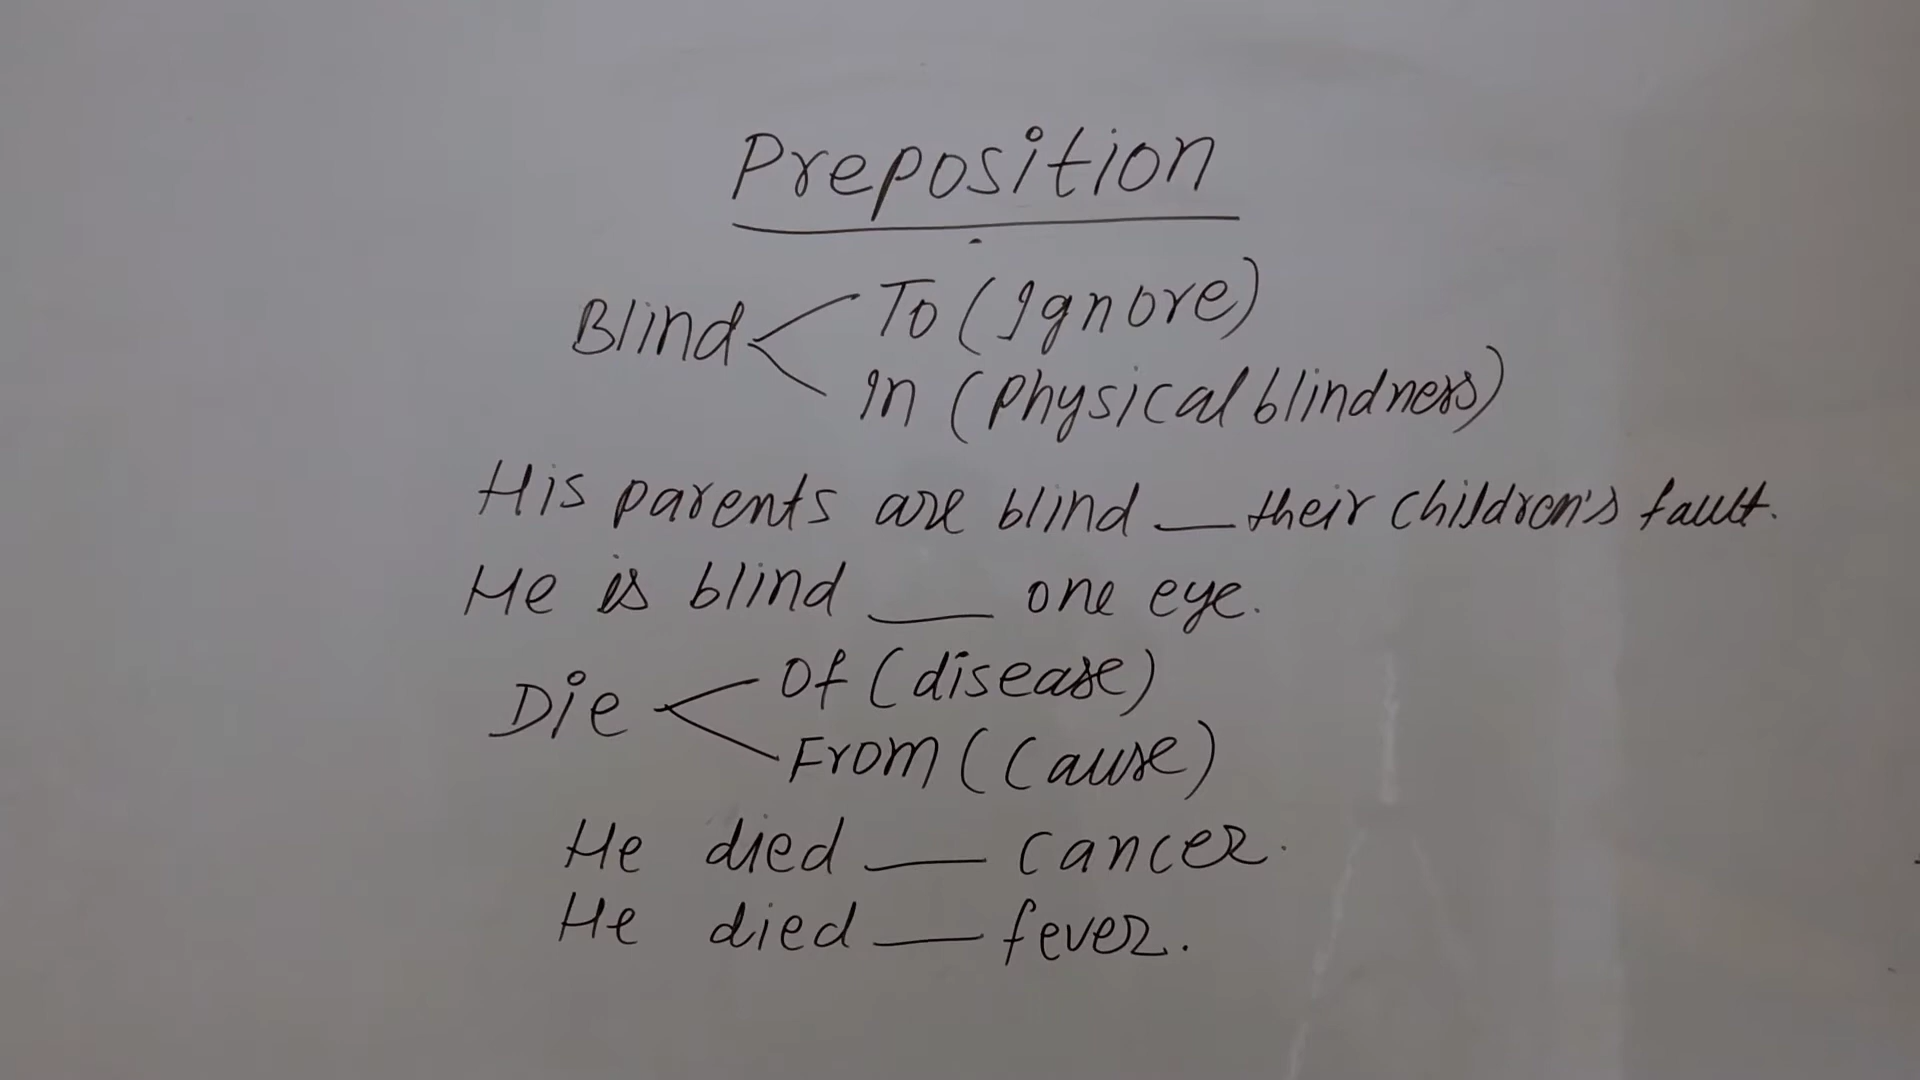 Preposition
Blind < To (Ignore)
In (Physical blindness)
His parents are blind __ their children's fault.
He is blind __ one eye.
Die < Of (disease)
From (Cause)
He died __ cancer.
He died __ fever.